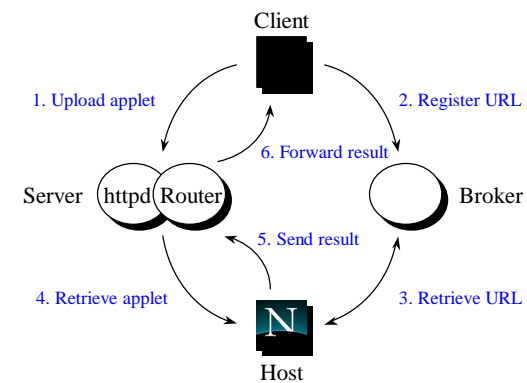 Client
1. Upload applet
2. Register URL
6. Forward result
Server
httpd
Router
Broker
5. Send result
4. Retrieve applet
3. Retrieve URL
N
Host